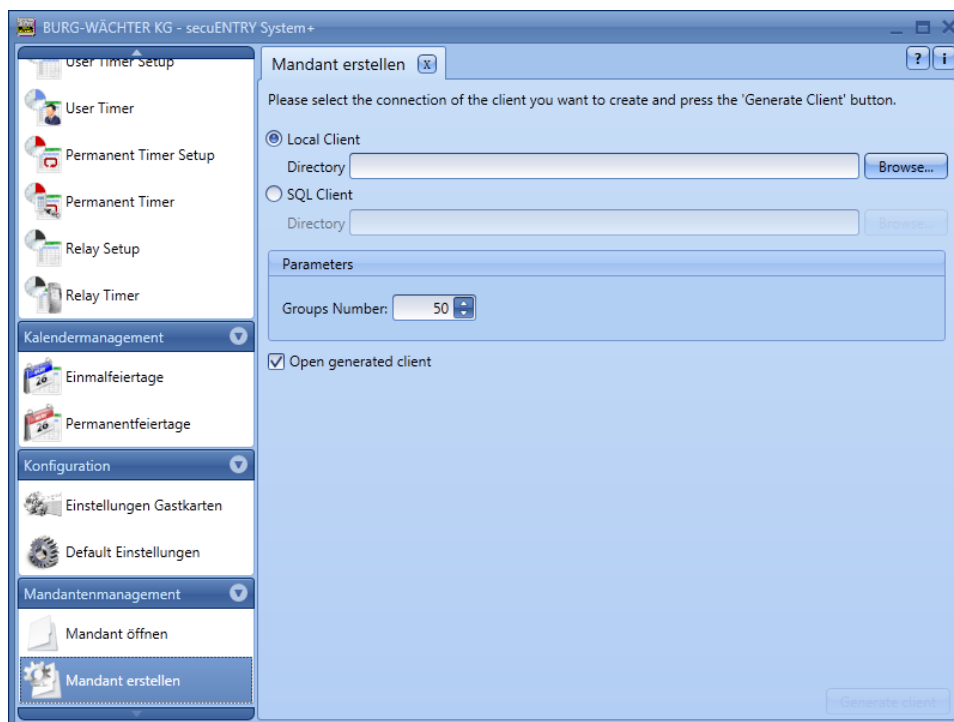 BURG-WÄCHTER KG - secuENTRY System+
User Timer Setup
User Timer
Permanent Timer Setup
Permanent Timer
Relay Setup
Relay Timer
Kalendermanagement
Einmalfeiertage
Permanentfeiertage
Konfiguration
Einstellungen Gastkarten
Default Einstellungen
Mandantenmanagement
Mandant öffnen
Mandant erstellen
Mandant erstellen x
? i
Please select the connection of the client you want to create and press the 'Generate Client' button.
Local Client
Directory Browse...
SQL Client
Directory Browse...
Parameters
Groups Number: 50
Open generated client
Generate client